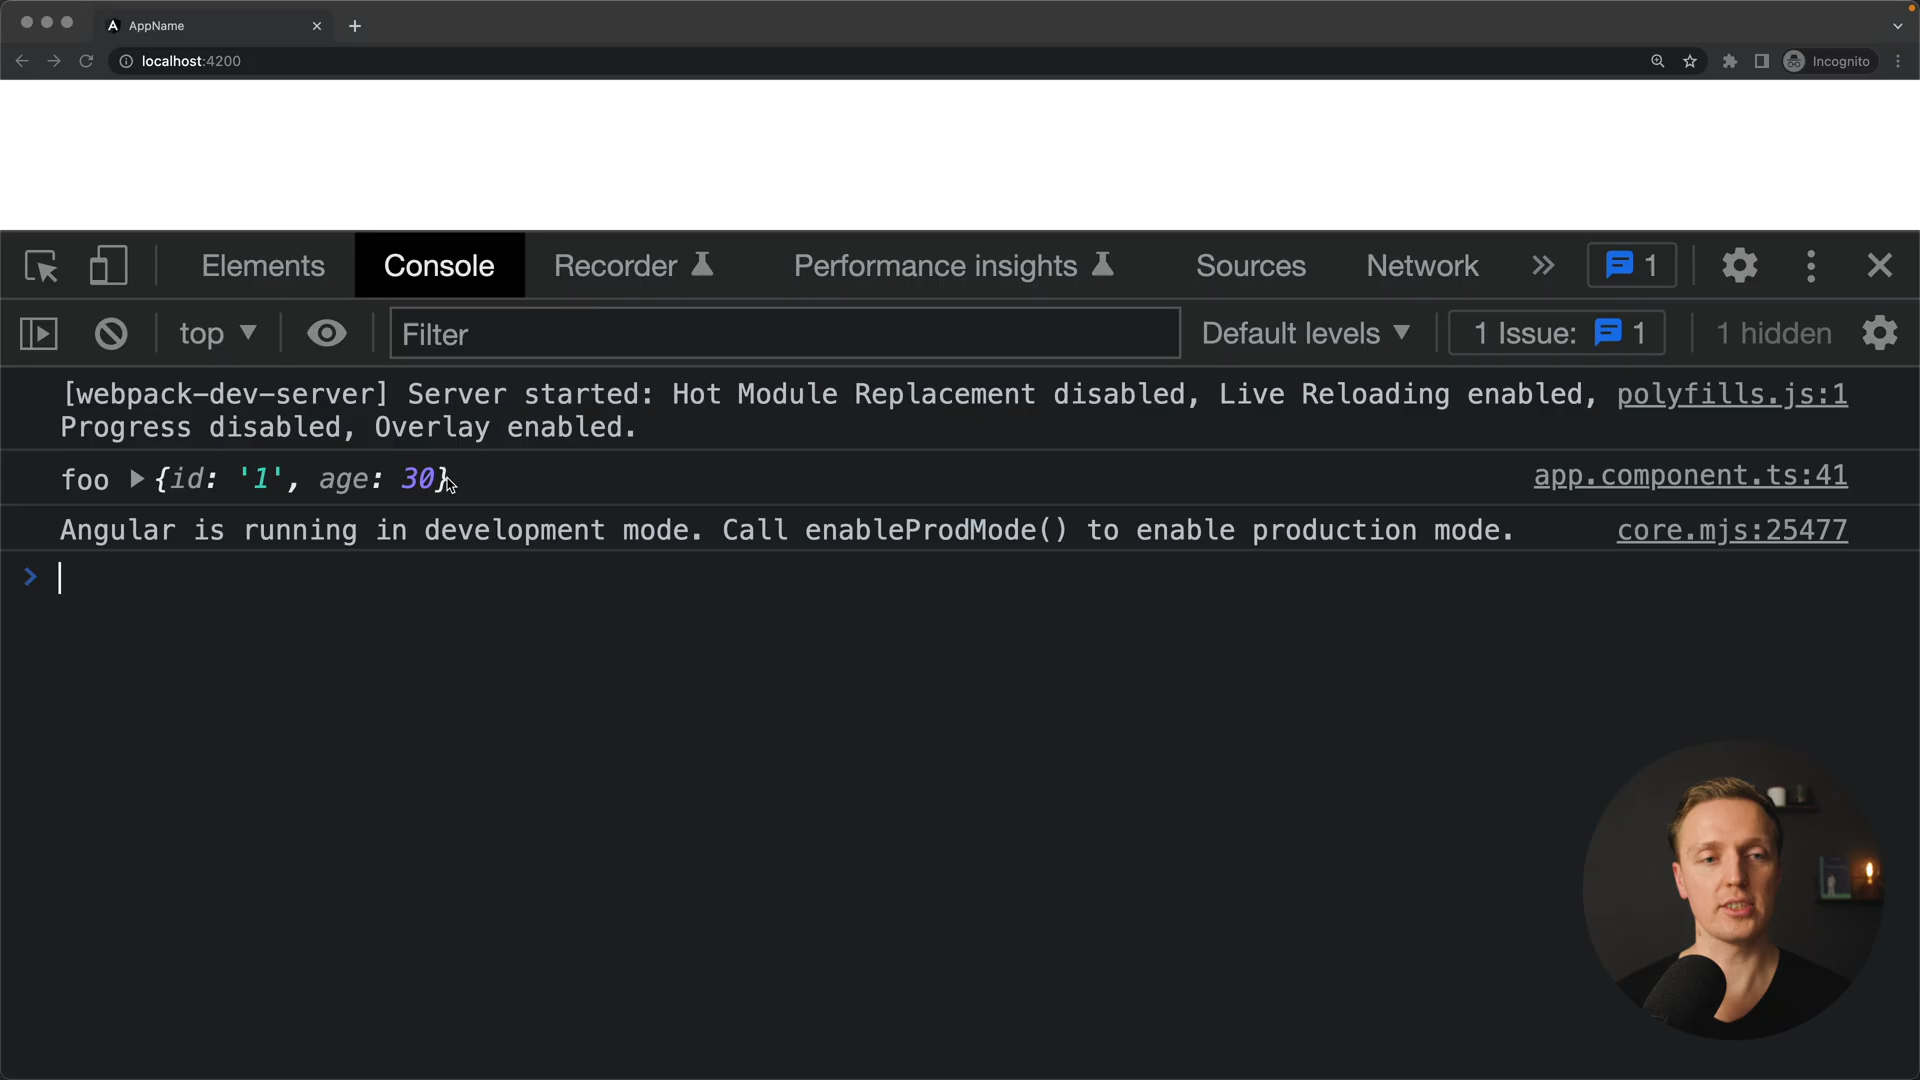 AppName
localhost:4200
Incognito
Elements Console Recorder Performance insights Sources Network 1
top Filter Default levels 1 Issue: 1 1 hidden
[webpack-dev-server] Server started: Hot Module Replacement disabled, Live Reloading enabled, polyfills.js:1
Progress disabled, Overlay enabled.
foo {id: '1', age: 30} app.component.ts:41
Angular is running in development mode. Call enableProdMode() to enable production mode. core.mjs:25477